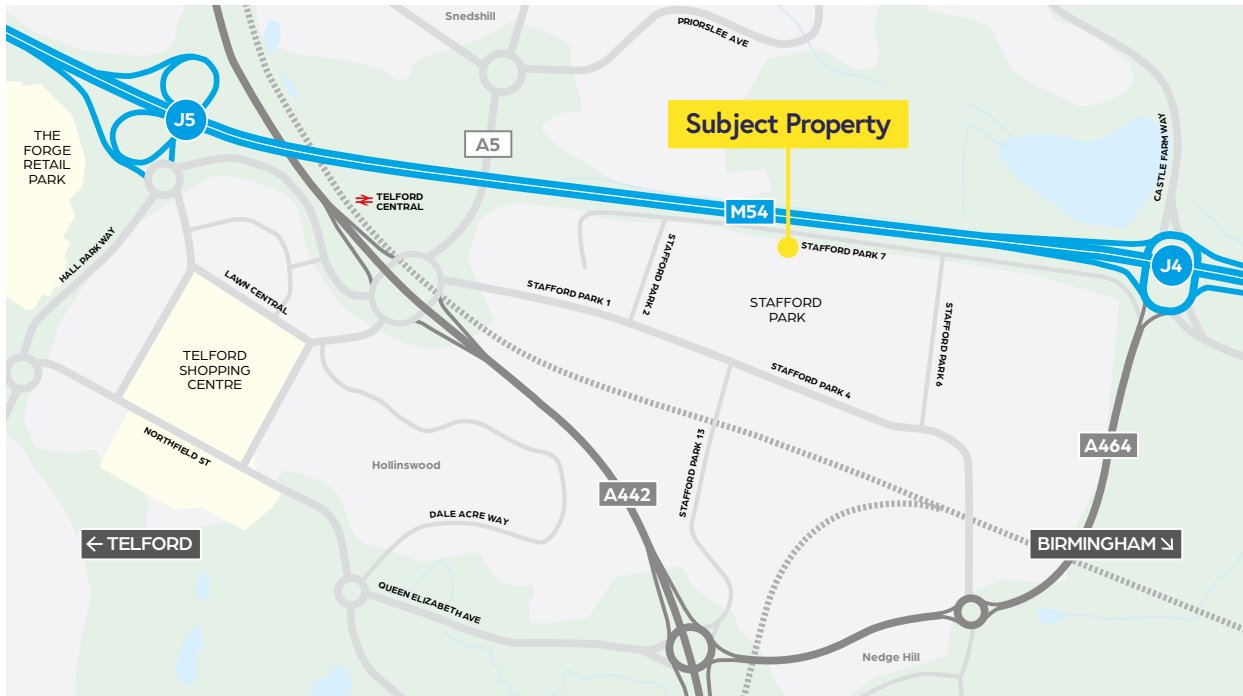 Snedshill
PRIORSLEE AVE
J5
THE
FORGE
RETAIL
PARK
A5
Subject Property
CASTLE FARM WAY
TELFORD
CENTRAL
M54
HALL PARK WAY
STAFFORD PARK 7
J4
LAWN CENTRAL
STAFFORD PARK 1
STAFFORD PARK 2
STAFFORD
PARK
STAFFORD PARK 6
TELFORD
SHOPPING
CENTRE
STAFFORD PARK 4
NORTHFIELD ST
Hollinswood
STAFFORD PARK 13
A464
A442
DALE ACRE WAY
← TELFORD
BIRMINGHAM ↘
QUEEN ELIZABETH AVE
Nedge Hill